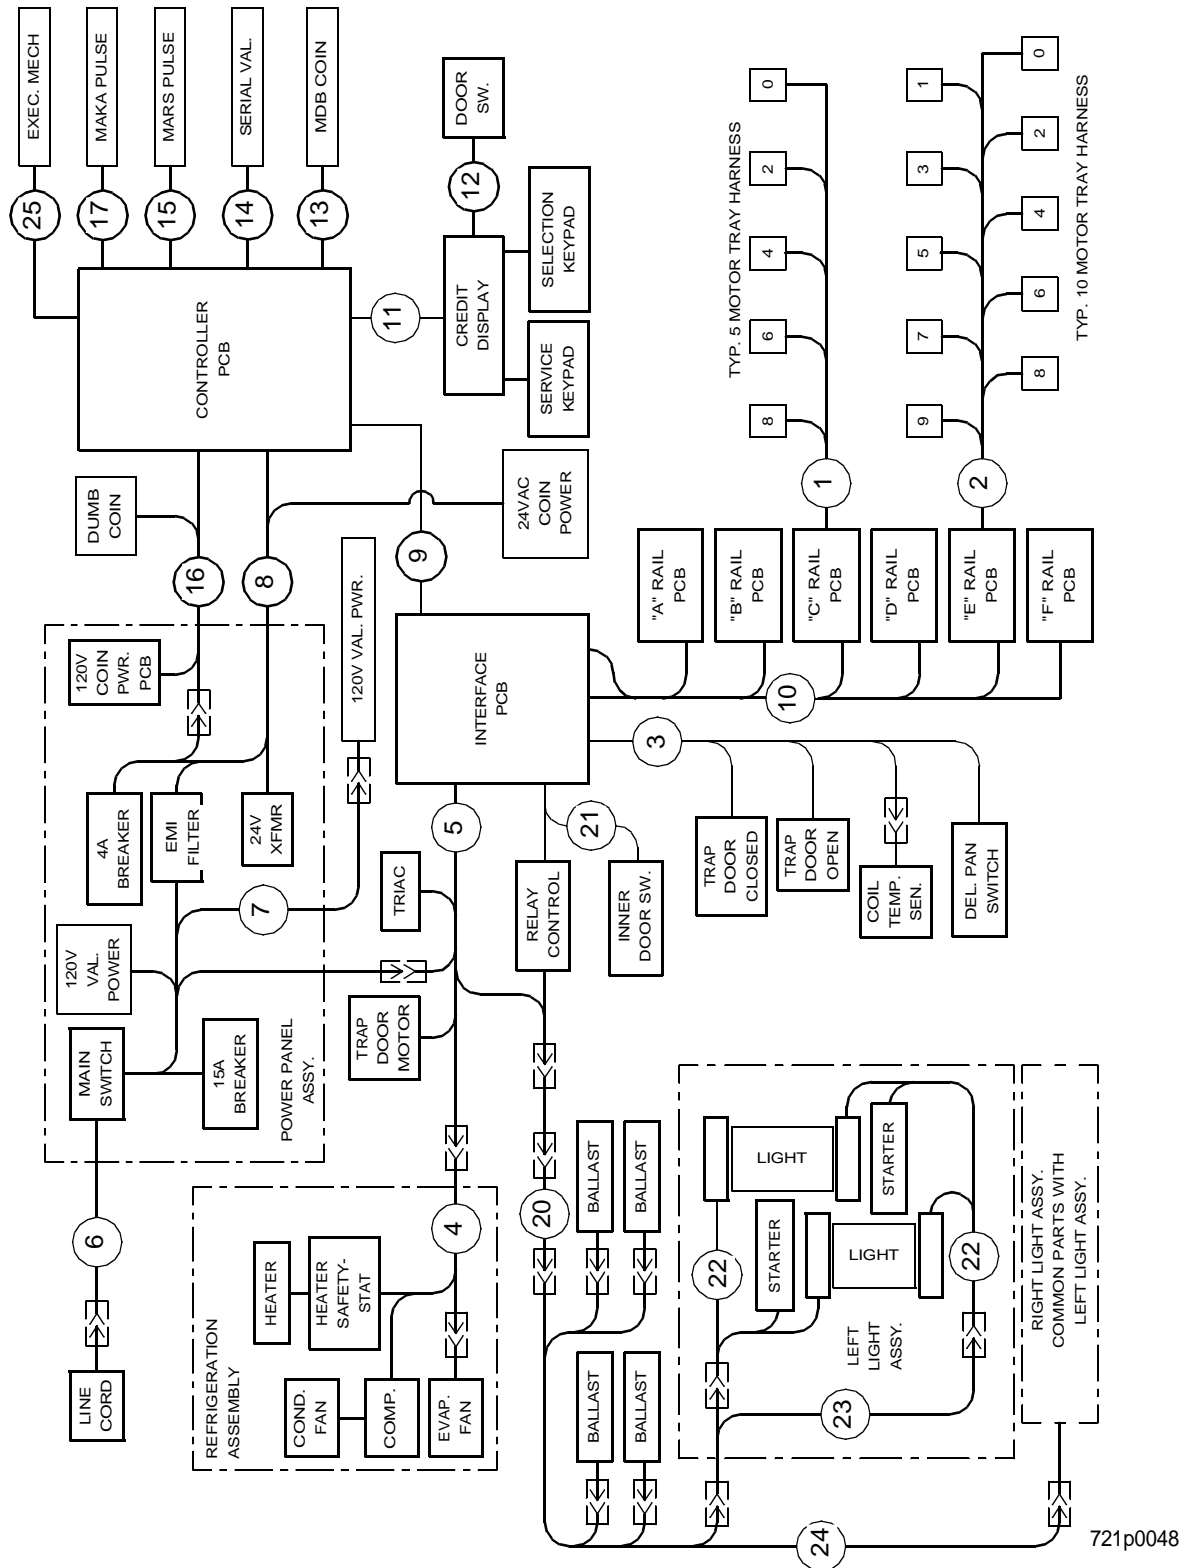 LINE
CORD
6
MAIN
SWITCH
15A
BREAKER
POWER PANEL
ASSY.
120V
VAL.
POWER
7
4A
BREAKER
EMI
FILTER
24V
XFMR
120V
COIN
PWR.
PCB
16
8
DUMB
COIN
CONTROLLER
PCB
25
EXEC. MECH
17
MAKA PULSE
15
MARS PULSE
14
SERIAL VAL.
13
MDB COIN
120V VAL. PWR.
9
24VAC
COIN
POWER
11
CREDIT
DISPLAY
12
DOOR
SW.
SERVICE
KEYPAD
SELECTION
KEYPAD
REFRIGERATION
ASSEMBLY
COND.
FAN
COMP.
EVAP.
FAN
HEATER
HEATER
SAFETY-
STAT
4
TRAP
DOOR
MOTOR
TRIAC
5
INTERFACE
PCB
RELAY
CONTROL
21
INNER
DOOR SW.
3
TRAP
DOOR
CLOSED
TRAP
DOOR
OPEN
COIL
TEMP.
SEN.
DEL. PAN
SWITCH
10
"A" RAIL
PCB
"B" RAIL
PCB
"C" RAIL
PCB
"D" RAIL
PCB
"E" RAIL
PCB
"F" RAIL
PCB
1
TYP. 5 MOTOR TRAY HARNESS
8
6
4
2
0
2
9
7
5
3
1
8
6
4
2
0
TYP. 10 MOTOR TRAY HARNESS
20
BALLAST
BALLAST
BALLAST
BALLAST
24
22
STARTER
LIGHT
LIGHT
STARTER
22
LEFT
LIGHT
ASSY.
23
RIGHT LIGHT ASSY.
COMMON PARTS WITH
LEFT LIGHT ASSY.
721p0048